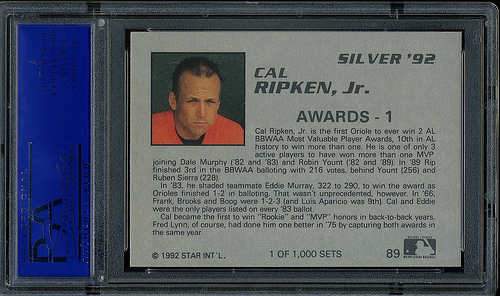 SILVER '92
CAL
RIPKEN, Jr.
AWARDS - 1
Cal Ripken, Jr. is the first Oriole to ever win 2 AL
BBWAA Most Valuable Player Awards, 10th in AL
history to win more than one. He is one of only 3
active players to have won more than one MVP
joining Dale Murphy ('82 and '83) and Robin Yount ('82 and '89). In '89 Rip
finished 3rd in the BBWAA balloting with 216 votes, behind Yount (256) and
Ruben Sierra (228).
In '83, he shaded teammate Eddie Murray, 322 to 290, to win the award as
Orioles finished 1-2 in balloting. That wasn't unprecedented, however. In '66,
Frank, Brooks and Boog were 1-2-3 (and Luis Aparicio was 9th). Cal and Eddie
were the only players listed on every '83 ballot.
Cal became the first to win "Rookie" and "MVP" honors in back-to-back years.
Fred Lynn, of course, had done him one better in '75 by capturing both awards in
the same year.
© 1992 STAR INT'L.
1 OF 1,000 SETS
89
PSA